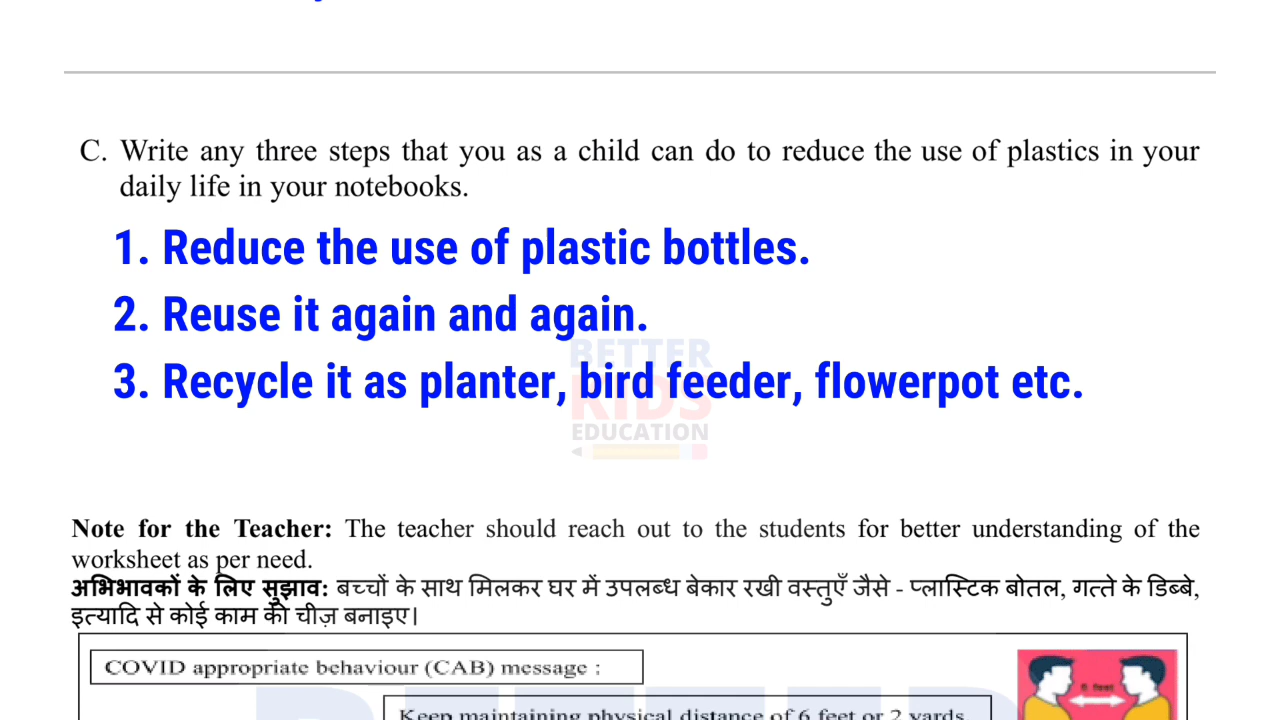 C. Write any three steps that you as a child can do to reduce the use of plastics in your
daily life in your notebooks.
1. Reduce the use of plastic bottles.
2. Reuse it again and again.
3. Recycle it as planter, bird feeder, flowerpot etc.
BETTER
KIDS
EDUCATION
Note for the Teacher: The teacher should reach out to the students for better understanding of the
worksheet as per need.
अभिभावकों के लिए सुझाव: बच्चों के साथ मिलकर घर में उपलब्ध बेकार रखी वस्तुएँ जैसे - प्लास्टिक बोतल, गत्ते के डिब्बे,
इत्यादि से कोई काम की चीज़ बनाइए।
COVID appropriate behaviour (CAB) message :
6 feet
Keep maintaining physical distance of 6 feet or 2 yards